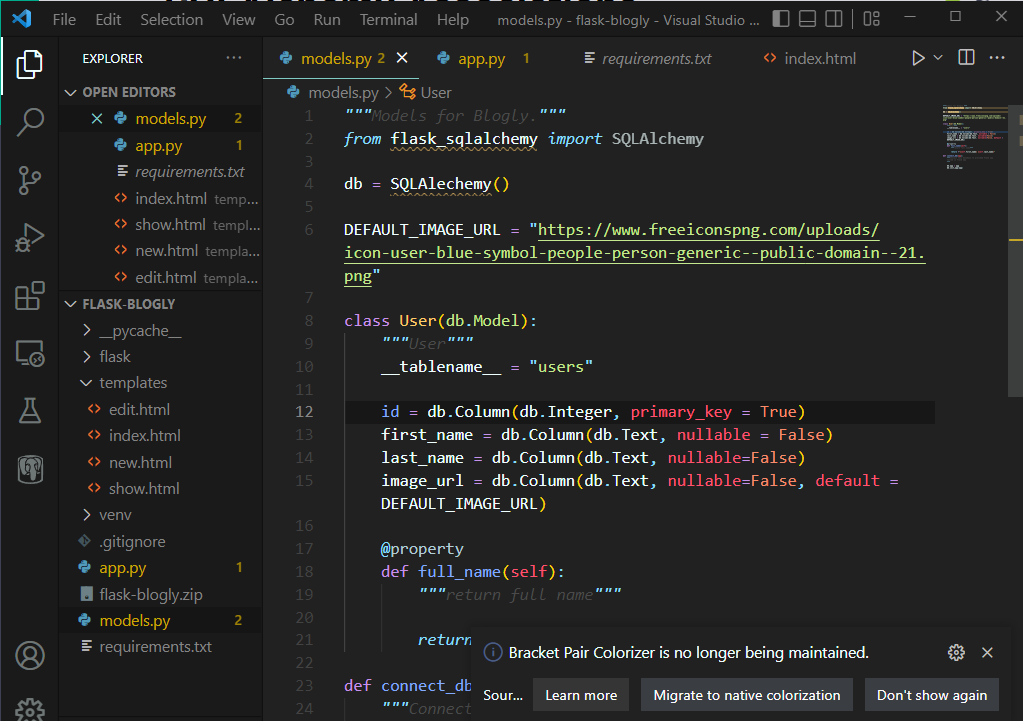 File Edit Selection View Go Run Terminal Help models.py - flask-blogly - Visual Studio ...
EXPLORER ...
models.py 2
app.py 1
requirements.txt
index.html
OPEN EDITORS
models.py 2
app.py 1
requirements.txt
index.html templ...
show.html templ...
new.html templa...
edit.html templa...
FLASK-BLOGLY
__pycache__
flask
templates
edit.html
index.html
new.html
show.html
venv
.gitignore
app.py 1
flask-blogly.zip
models.py 2
requirements.txt
models.py > User
1 """Models for Blogly."""
2 from flask_sqlalchemy import SQLAlchemy
3
4 db = SQLAlechemy()
5
6 DEFAULT_IMAGE_URL = "https://www.freeiconspng.com/uploads/
icon-user-blue-symbol-people-person-generic--public-domain--21.
png"
7
8 class User(db.Model):
9 """User"""
10 __tablename__ = "users"
11
12 id = db.Column(db.Integer, primary_key = True)
13 first_name = db.Column(db.Text, nullable = False)
14 last_name = db.Column(db.Text, nullable=False)
15 image_url = db.Column(db.Text, nullable=False, default =
DEFAULT_IMAGE_URL)
16
17 @property
18 def full_name(self):
19 """return full name"""
20
21 return
22
23 def connect_db
24 """Connect
Bracket Pair Colorizer is no longer being maintained.
Sour...
Learn more
Migrate to native colorization
Don't show again